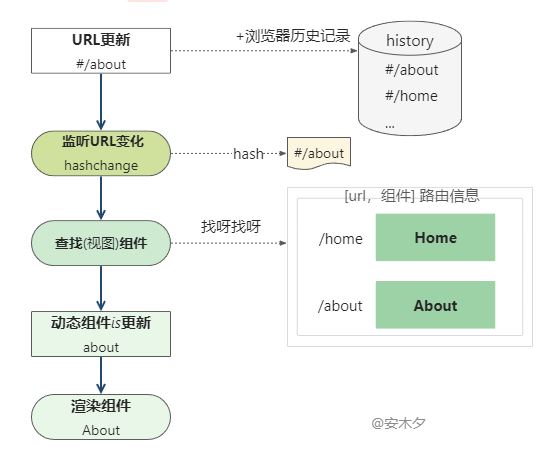 URL更新
#/about
+浏览器历史记录
history
#/about
#/home
...
监听URL变化
hashchange
hash
#/about
[url，组件] 路由信息
查找(视图)组件
找呀找呀
/home
Home
/about
About
动态组件is更新
about
渲染组件
About
@安木夕